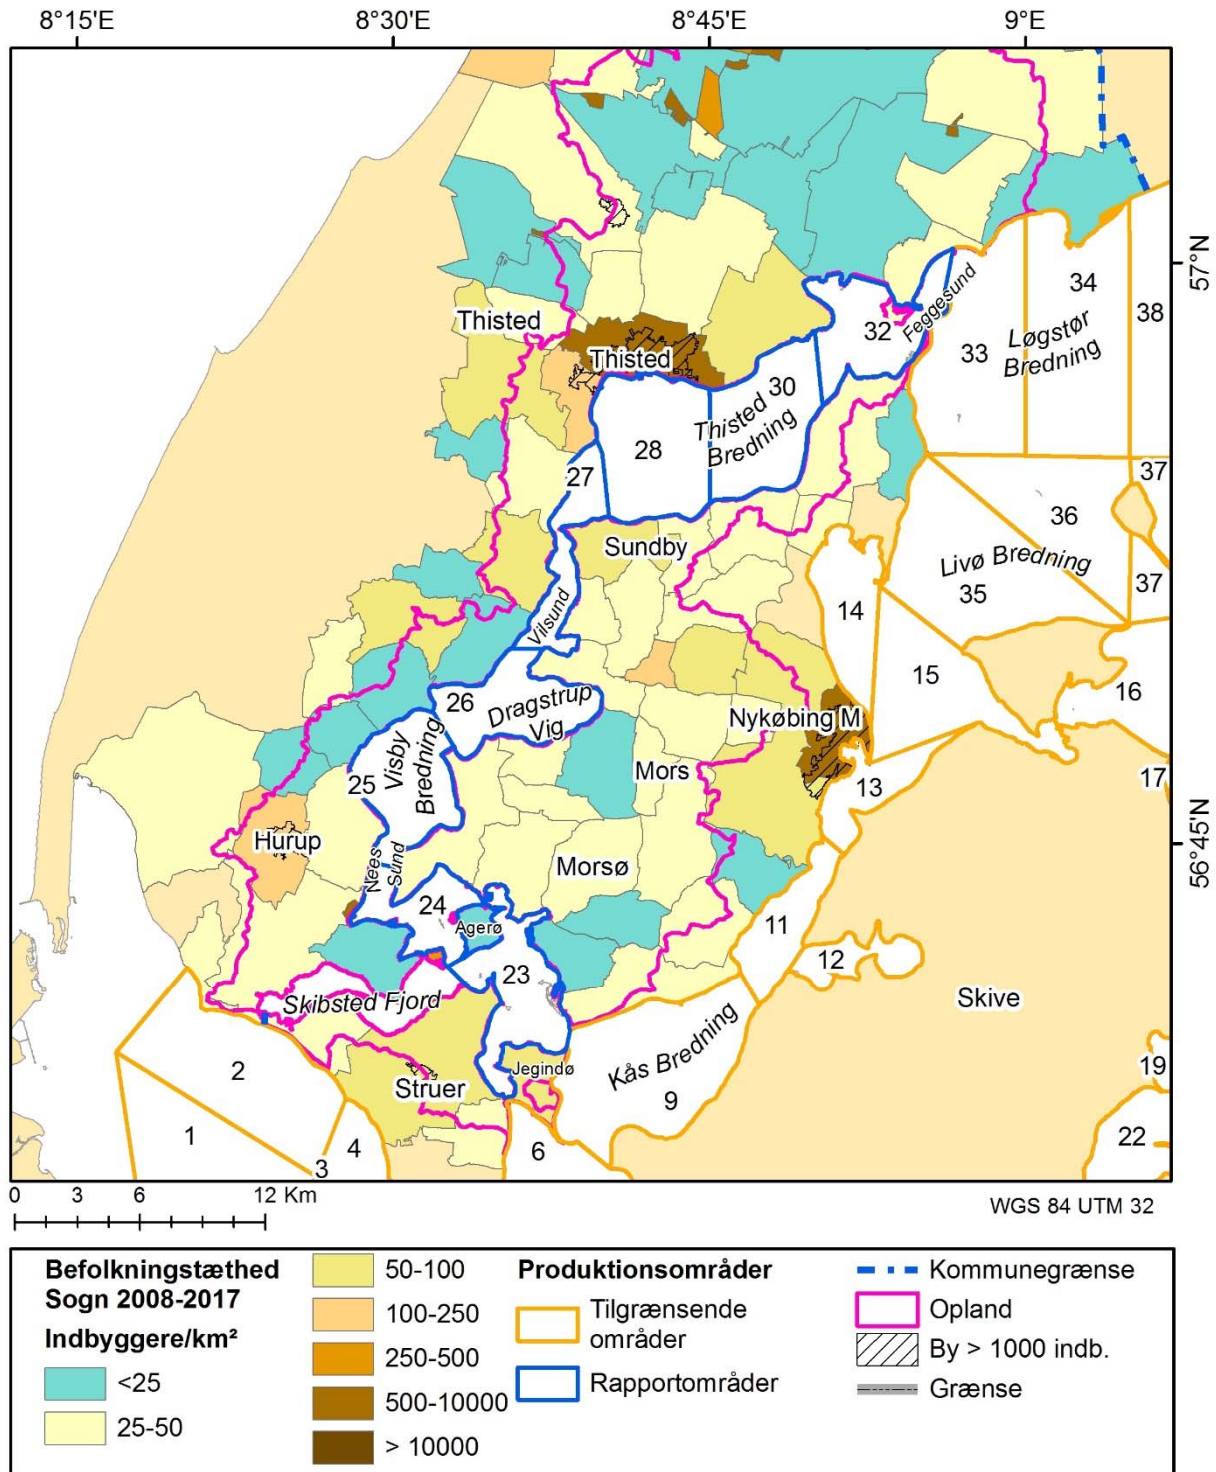 8°15'E
8°30'E
8°45'E
9°E
57°N
56°45'N
Thisted
Thisted
32
Feggesund
33
34
38
Løgstør
Bredning
30
Thisted
Bredning
28
27
37
36
Sundby
Livø Bredning
35
37
14
Vilsund
15
16
26
Dragstrup
Vig
Nykøbing M
Visby
Bredning
25
Mors
13
17
Hurup
Nees
Sund
Morsø
24
Agerø
11
12
23
Skibsted Fjord
Skive
Kås Bredning
2
Jegindø
Struer
9
19
1
4
3
6
22
0 3 6 12 Km
WGS 84 UTM 32
Befolkningstæthed
Sogn 2008-2017
Indbyggere/km²
<25
25-50
50-100
100-250
250-500
500-10000
> 10000
Produktionsområder
Tilgrænsende
områder
Rapportområder
Kommunegrænse
Opland
By > 1000 indb.
Grænse